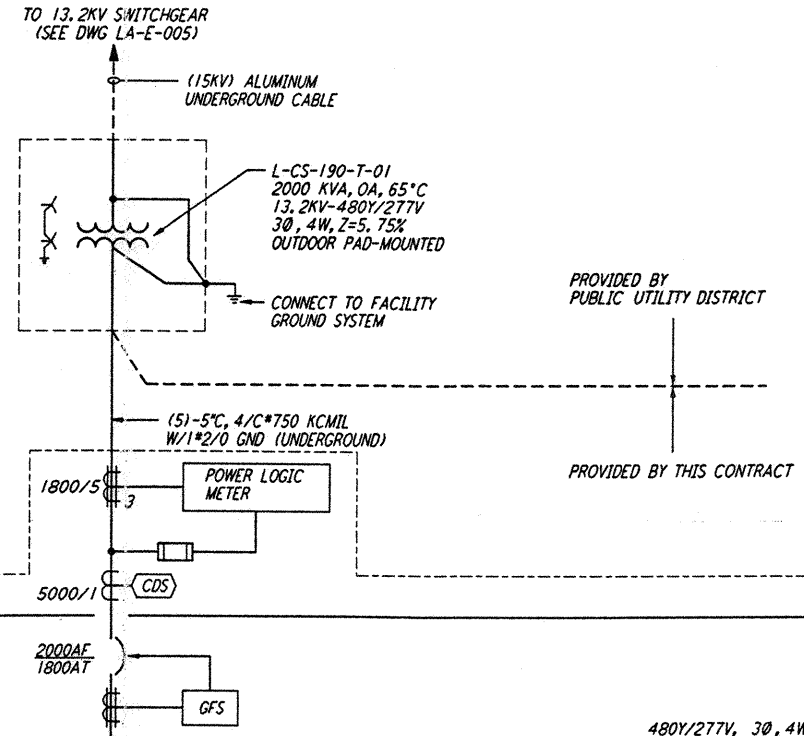 TO 13.2KV SWITCHGEAR
(SEE DWG LA-E-005)
(15KV) ALUMINUM
UNDERGROUND CABLE
L-CS-190-T-01
2000 KVA, OA, 65°C
13.2KV-480Y/277V
3Ø, 4W, Z=5.75%
OUTDOOR PAD-MOUNTED
CONNECT TO FACILITY
GROUND SYSTEM
PROVIDED BY
PUBLIC UTILITY DISTRICT
(5)-5"C, 4/C#750 KCMIL
W/1#2/0 GND (UNDERGROUND)
PROVIDED BY THIS CONTRACT
1800/5
3
POWER LOGIC
METER
5000/1
CDS
2000AF
1800AT
GFS
480Y/277V, 3Ø, 4W